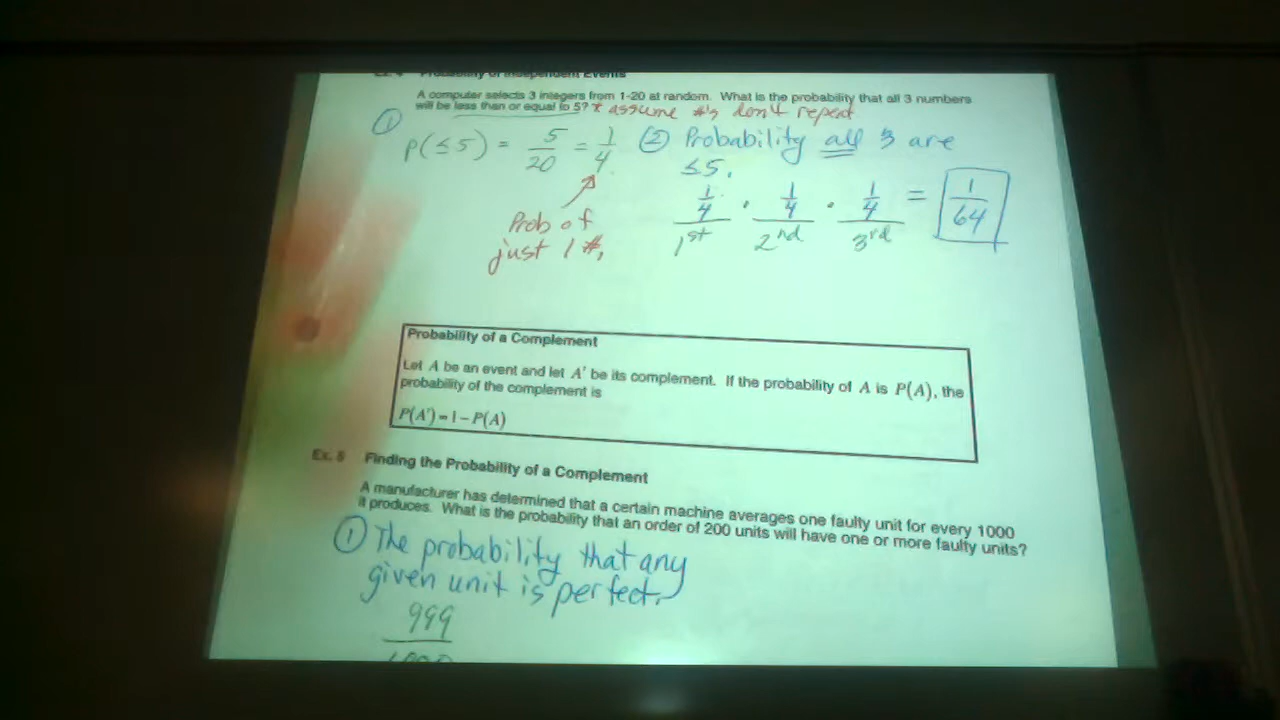 Probability of Independent Events
A computer selects 3 integers from 1-20 at random. What is the probability that all 3 numbers
will be less than or equal to 5? * assume #'s don't repeat
① P(≤5) = 5/20 = 1/4
Prob of
just 1 #,
② Probability all 3 are
≤5.
1/4 · 1/4 · 1/4 = 1/64
1st 2nd 3rd
Probability of a Complement
Let A be an event and let A' be its complement. If the probability of A is P(A), the
probability of the complement is
P(A') = 1 – P(A)
Ex. 5 Finding the Probability of a Complement
A manufacturer has determined that a certain machine averages one faulty unit for every 1000
it produces. What is the probability that an order of 200 units will have one or more faulty units?
① The probability that any
given unit is perfect.
999